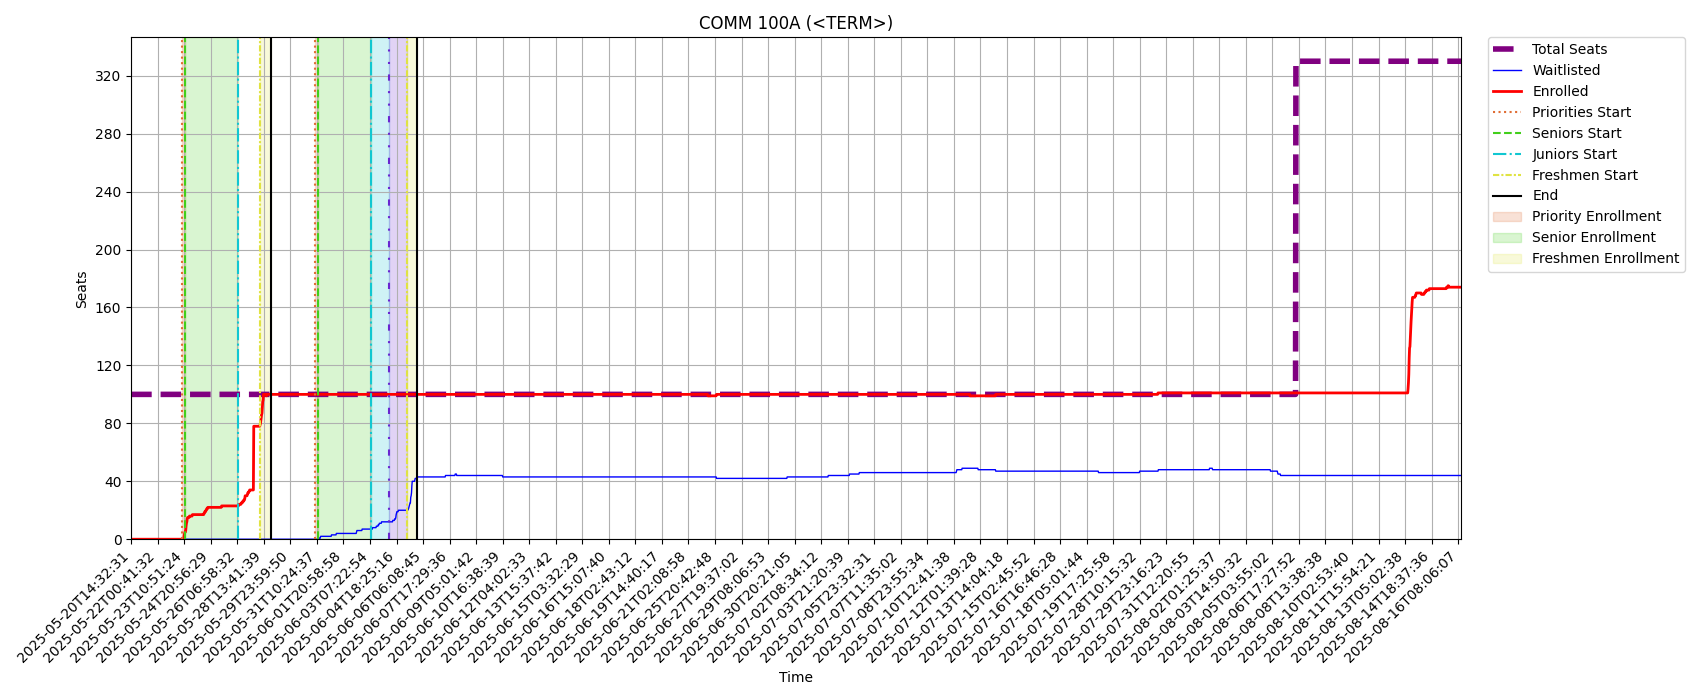 COMM 100A (<TERM>)
320
280
240
200
160
120
80
40
0
Seats
2025-05-20T14:32:31
2025-05-22T00:41:32
2025-05-23T10:51:24
2025-05-24T20:56:29
2025-05-26T06:58:32
2025-05-28T13:41:39
2025-05-29T23:59:50
2025-05-31T10:24:37
2025-06-01T20:58:58
2025-06-03T07:22:54
2025-06-04T18:25:16
2025-06-06T06:08:45
2025-06-07T17:29:36
2025-06-09T05:01:42
2025-06-10T16:38:39
2025-06-12T04:02:33
2025-06-13T15:37:42
2025-06-15T03:32:29
2025-06-16T15:07:40
2025-06-18T02:43:12
2025-06-19T14:40:17
2025-06-21T02:08:58
2025-06-25T20:42:48
2025-06-27T19:37:02
2025-06-29T08:06:53
2025-06-30T20:21:05
2025-07-02T08:34:12
2025-07-03T21:20:39
2025-07-05T23:32:31
2025-07-07T11:35:02
2025-07-08T23:55:34
2025-07-10T12:41:38
2025-07-12T01:39:28
2025-07-13T14:04:18
2025-07-15T02:45:52
2025-07-16T16:46:28
2025-07-18T05:01:44
2025-07-19T17:25:58
2025-07-28T10:15:32
2025-07-29T23:16:23
2025-07-31T12:20:55
2025-08-02T01:25:37
2025-08-03T14:50:32
2025-08-05T03:55:02
2025-08-06T17:27:52
2025-08-08T13:38:38
2025-08-10T02:53:40
2025-08-11T15:54:21
2025-08-13T05:02:38
2025-08-14T18:37:36
2025-08-16T08:06:07
Time
Total Seats
Waitlisted
Enrolled
Priorities Start
Seniors Start
Juniors Start
Freshmen Start
End
Priority Enrollment
Senior Enrollment
Freshmen Enrollment